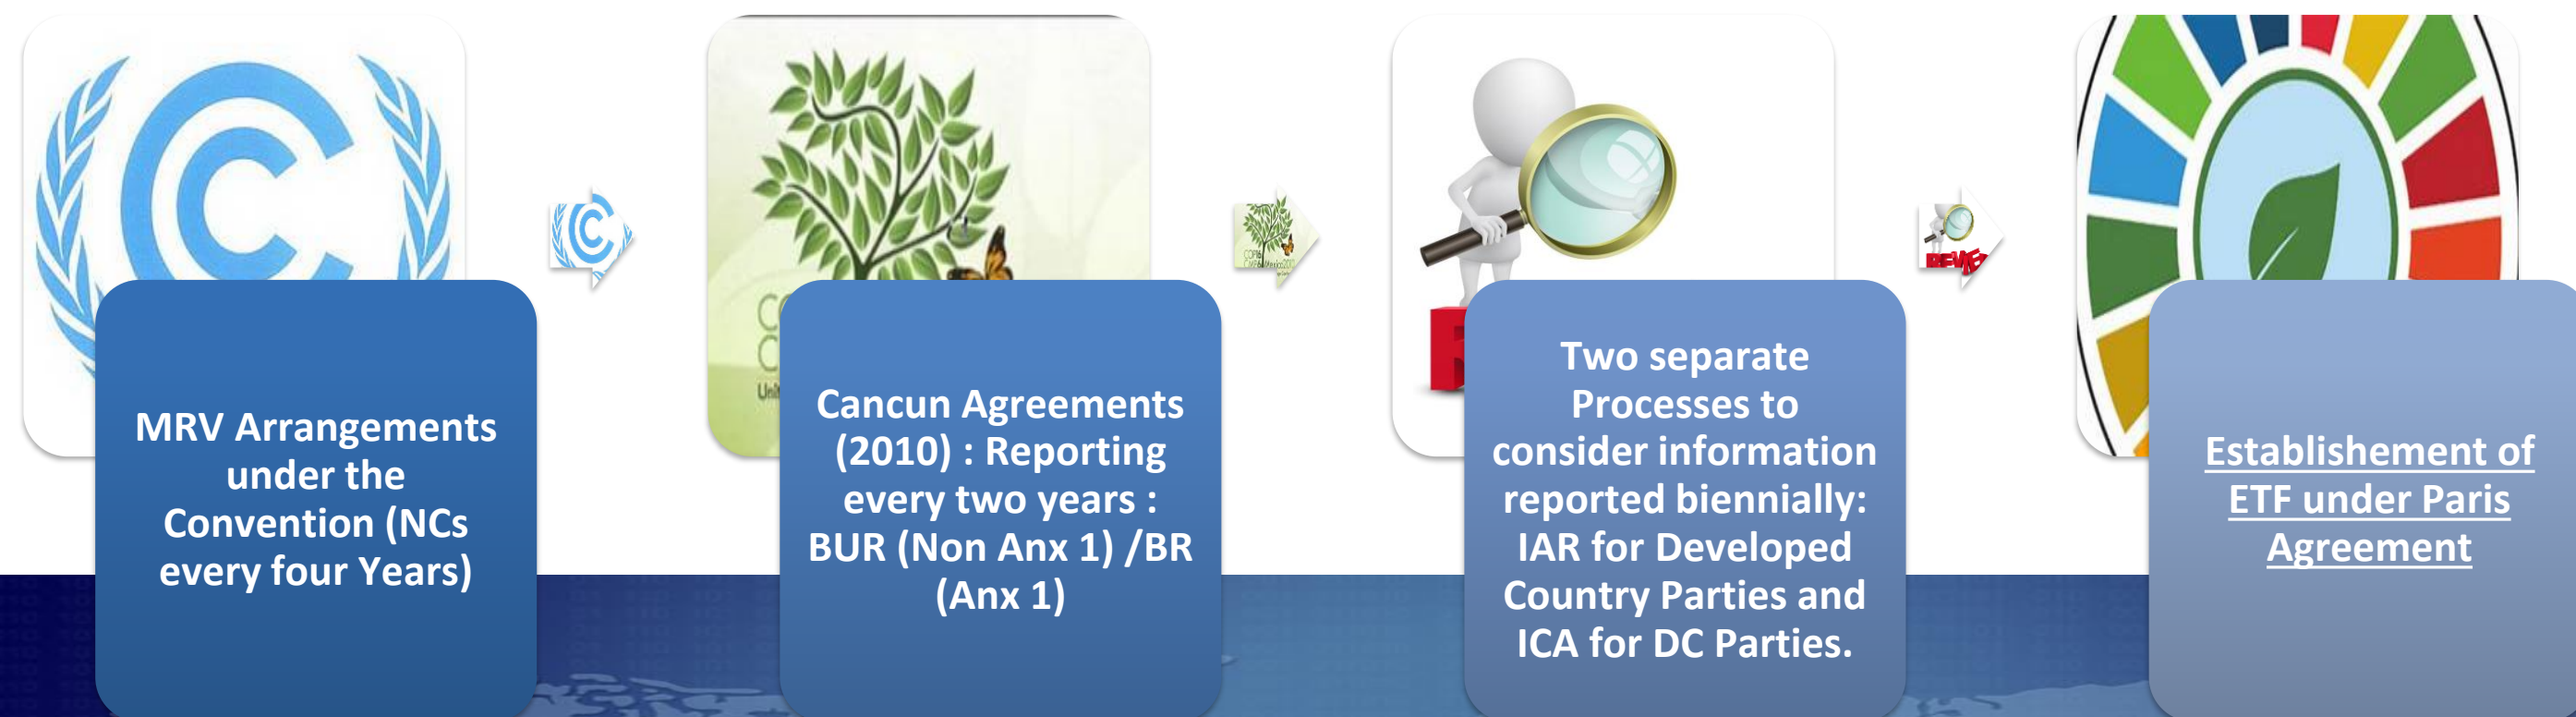 MRV Arrangements
under the
Convention (NCs
every four Years)
Cancun Agreements
(2010) : Reporting
every two years :
BUR (Non Anx 1) /BR
(Anx 1)
Two separate
Processes to
consider information
reported biennially:
IAR for Developed
Country Parties and
ICA for DC Parties.
Establishement of
ETF under Paris
Agreement